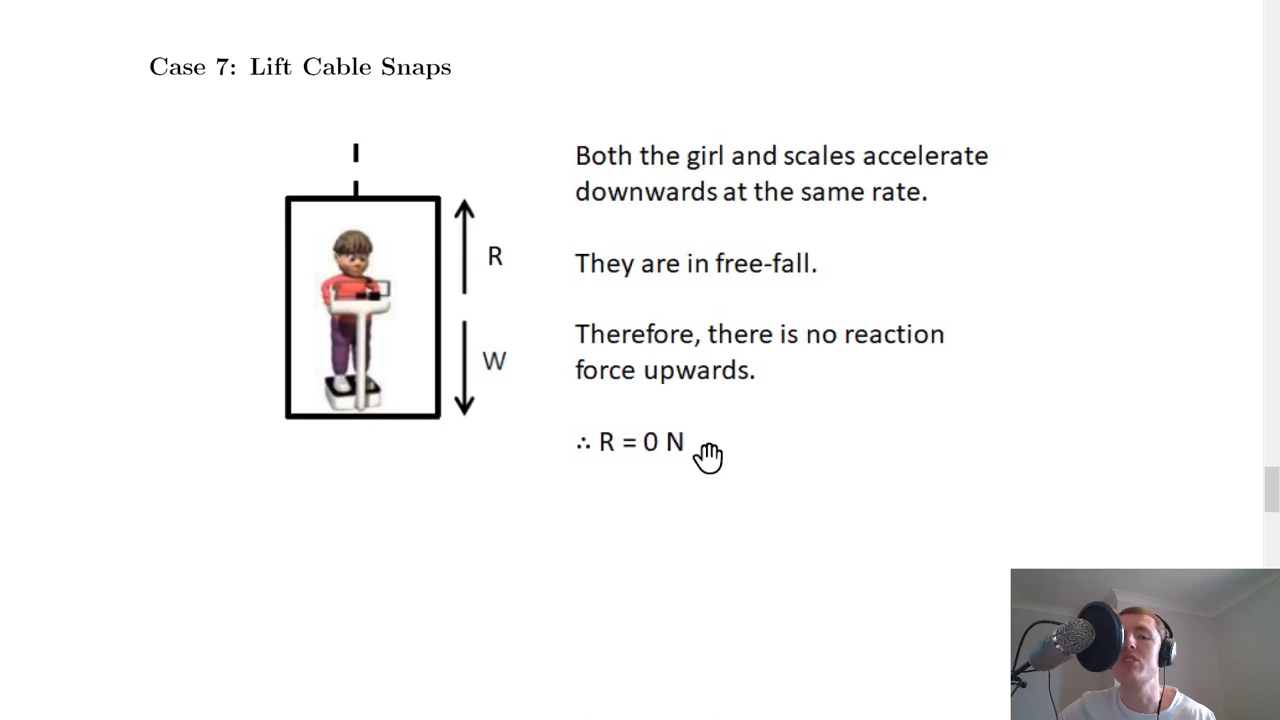 Case 7: Lift Cable Snaps
Both the girl and scales accelerate
downwards at the same rate.
R
They are in free-fall.
Therefore, there is no reaction
W
force upwards.
∴ R = 0 N